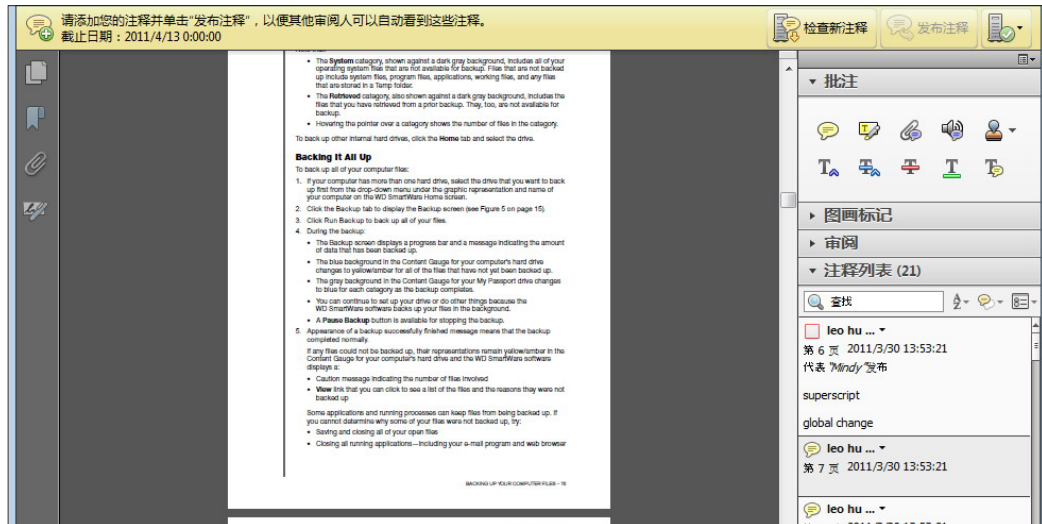 请添加您的注释并单击“发布注释”，以便其他审阅人可以自动看到这些注释。
截止日期：2011/4/13 0:00:00
检查新注释
发布注释
• The System category, shown against a dark gray background, includes all of your
operating system files that are not available for backup. Files that are not backed
up include system files, program files, applications, working files, and any files
that are stored in a Temp folder.
• The Retrieved category, also shown against a dark gray background, includes the
files that you have retrieved from a prior backup. They, too, are not available for
backup.
• Hovering the pointer over a category shows the number of files in the category.
To back up other internal hard drives, click the Home tab and select the drive.
Backing It All Up
To back up all of your computer files:
1. If your computer has more than one hard drive, select the drive that you want to back
up first from the drop-down menu under the graphic representation and name of
your computer on the WD SmartWare Home screen.
2. Click the Backup tab to display the Backup screen (see Figure 5 on page 15).
3. Click Run Backup to back up all of your files.
4. During the backup:
• The Backup screen displays a progress bar and a message indicating the amount
of data that has been backed up.
• The blue background in the Content Gauge for your computer's hard drive
changes to yellow/amber for all of the files that have not yet been backed up.
• The gray background in the Content Gauge for your My Passport drive changes
to blue for each category as the backup completes.
• You can continue to set up your drive or do other things because the
WD SmartWare software backs up your files in the background.
• A Pause Backup button is available for stopping the backup.
5. Appearance of a backup successfully finished message means that the backup
completed normally.
If any files could not be backed up, their representations remain yellow/amber in the
Content Gauge for your computer's hard drive and the WD SmartWare software
displays a:
• Caution message indicating the number of files involved
• View link that you can click to see a list of the files and the reasons they were not
backed up
Some applications and running processes can keep files from being backed up. If
you cannot determine why some of your files were not backed up, try:
• Saving and closing all of your open files
• Closing all running applications—including your e-mail program and web browser
BACKING UP YOUR COMPUTER FILES – 16
批注
图画标记
审阅
注释列表 (21)
查找
leo hu ...
第 6 页 2011/3/30 13:53:21
代表 "Mindy" 发布
superscript
global change
leo hu ...
第 7 页 2011/3/30 13:53:21
leo hu ...